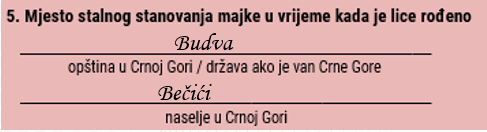 5. Mjesto stalnog stanovanja majke u vrijeme kada je lice rođeno
Budva
opština u Crnoj Gori / država ako je van Crne Gore
Bečići
naselje u Crnoj Gori